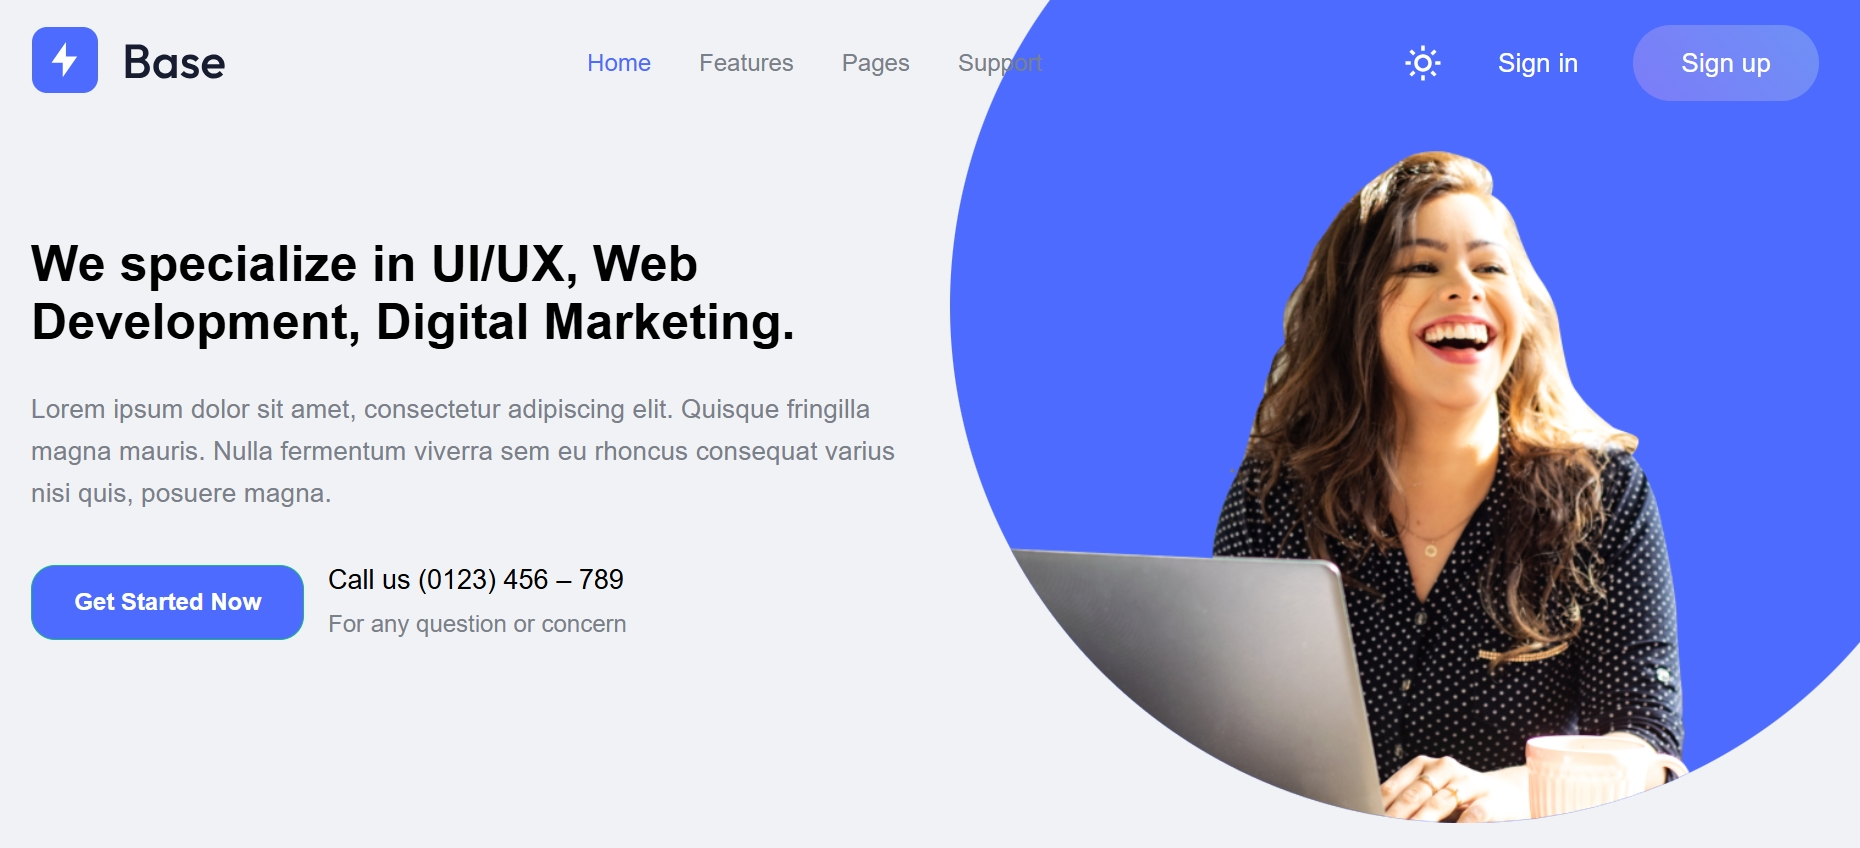 Base
Home Features Pages Support
Sign in
Sign up
We specialize in UI/UX, Web
Development, Digital Marketing.
Lorem ipsum dolor sit amet, consectetur adipiscing elit. Quisque fringilla
magna mauris. Nulla fermentum viverra sem eu rhoncus consequat varius
nisi quis, posuere magna.
Get Started Now
Call us (0123) 456 – 789
For any question or concern